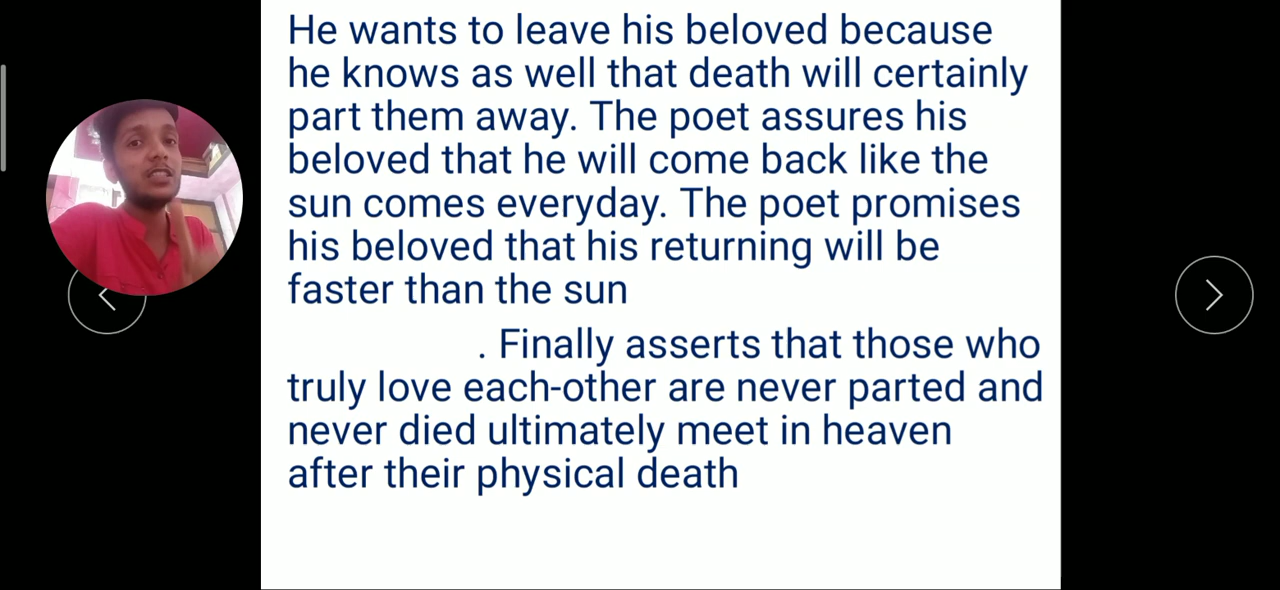 He wants to leave his beloved because
he knows as well that death will certainly
part them away. The poet assures his
beloved that he will come back like the
sun comes everyday. The poet promises
his beloved that his returning will be
faster than the sun
. Finally asserts that those who
truly love each-other are never parted and
never died ultimately meet in heaven
after their physical death